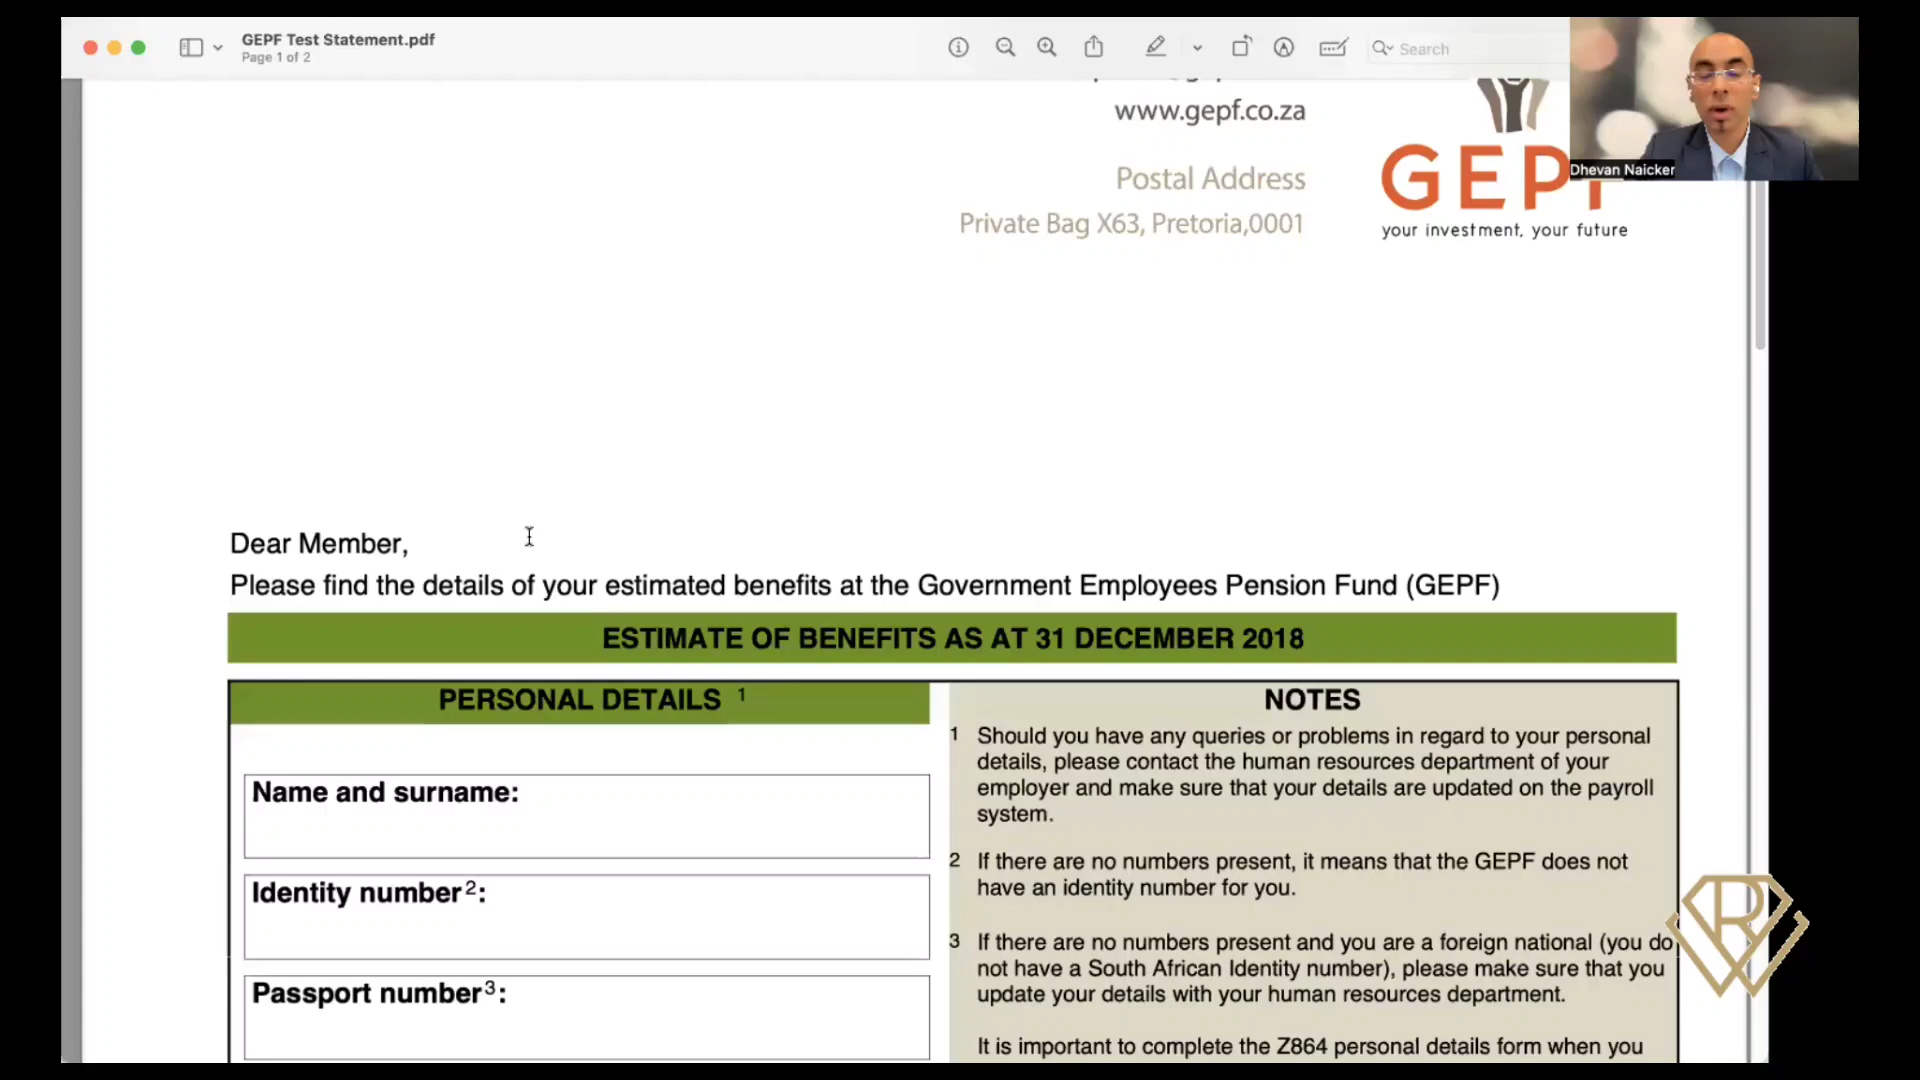 GEPF Test Statement.pdf
Page 1 of 2
Search
www.gepf.co.za
Postal Address
Private Bag X63, Pretoria,0001
GEPF
your investment, your future
Dhevan Naicker
Dear Member,
Please find the details of your estimated benefits at the Government Employees Pension Fund (GEPF)
ESTIMATE OF BENEFITS AS AT 31 DECEMBER 2018
PERSONAL DETAILS 1
Name and surname:
Identity number2:
Passport number3:
NOTES
1 Should you have any queries or problems in regard to your personal
details, please contact the human resources department of your
employer and make sure that your details are updated on the payroll
system.
2 If there are no numbers present, it means that the GEPF does not
have an identity number for you.
3 If there are no numbers present and you are a foreign national (you do
not have a South African Identity number), please make sure that you
update your details with your human resources department.
It is important to complete the Z864 personal details form when you